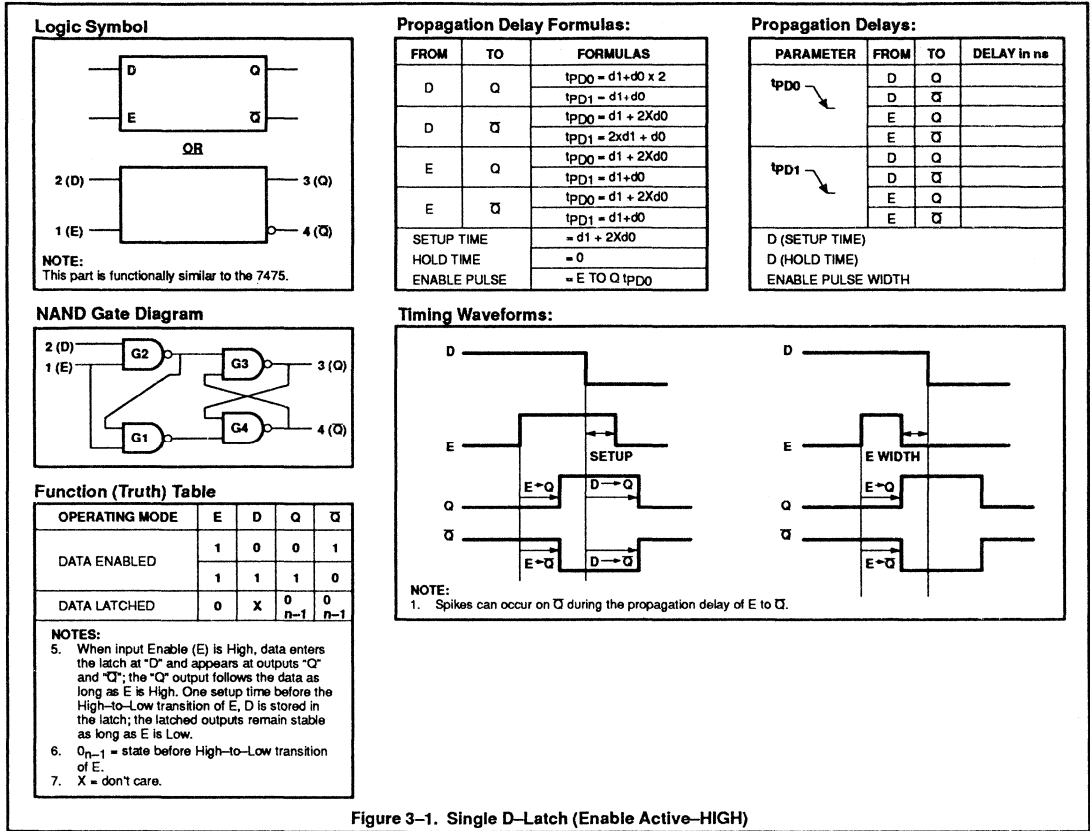 Logic Symbol
D
Q
E
Q̅
OR
2 (D)
3 (Q)
1 (E)
4 (Q̅)
NOTE:
This part is functionally similar to the 7475.
NAND Gate Diagram
2 (D)
1 (E)
G2
G3
3 (Q)
G1
G4
4 (Q̅)
Function (Truth) Table
OPERATING MODE E D Q Q̅
DATA ENABLED
1 0 0 1
1 1 1 0
DATA LATCHED 0 X 0 n–1 0 n–1
NOTES:
5. When input Enable (E) is High, data enters
the latch at "D" and appears at outputs "Q"
and "Q̅"; the "Q" output follows the data as
long as E is High. One setup time before the
High–to–Low transition of E, D is stored in
the latch; the latched outputs remain stable
as long as E is Low.
6. 0n–1 = state before High–to–Low transition
of E.
7. X = don't care.
Propagation Delay Formulas:
FROM TO FORMULAS
D Q tPD0 = d1+d0 x 2
tPD1 = d1+d0
D Q̅ tPD0 = d1 + 2Xd0
tPD1 = 2xd1 + d0
E Q tPD0 = d1 + 2Xd0
tPD1 = d1+d0
E Q̅ tPD0 = d1 + 2Xd0
tPD1 = d1+d0
SETUP TIME = d1 + 2Xd0
HOLD TIME = 0
ENABLE PULSE = E TO Q tPD0
Propagation Delays:
PARAMETER FROM TO DELAY in ns
tPD0
D Q
D Q̅
E Q
E Q̅
tPD1
D Q
D Q̅
E Q
E Q̅
D (SETUP TIME)
D (HOLD TIME)
ENABLE PULSE WIDTH
Timing Waveforms:
D
E
SETUP
E→Q D→Q
Q
Q̅
E→Q̅ D→Q̅
D
E
E WIDTH
E→Q
Q
Q̅
E→Q̅
NOTE:
1. Spikes can occur on Q̅ during the propagation delay of E to Q̅.
Figure 3–1. Single D–Latch (Enable Active–HIGH)